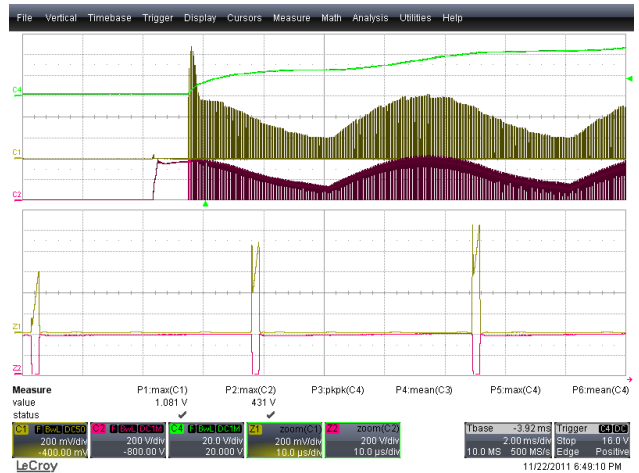 File Vertical Timebase Trigger Display Cursors Measure Math Analysis Utilities Help
C4
C1
C2
Z1
Z2
Measure P1:max(C1) P2:max(C2) P3:pkpk(C4) P4:mean(C3) P5:max(C4) P6:mean(C4)
value 1.081 V 431 V
status
C1 F BwL DC50 C2 F BwL DC1M C4 F BwL DC1M Z1 zoom(C1) Z2 zoom(C2) Tbase -3.92 ms Trigger C4 DC
200 mV/div 200 V/div 20.0 V/div 200 mV/div 200 V/div 2.00 ms/div Stop 16.0 V
-400.00 mV -800.00 V 20.000 V 10.0 µs/div 10.0 µs/div 10.0 MS 500 MS/s Edge Positive
LeCroy 11/22/2011 6:49:10 PM